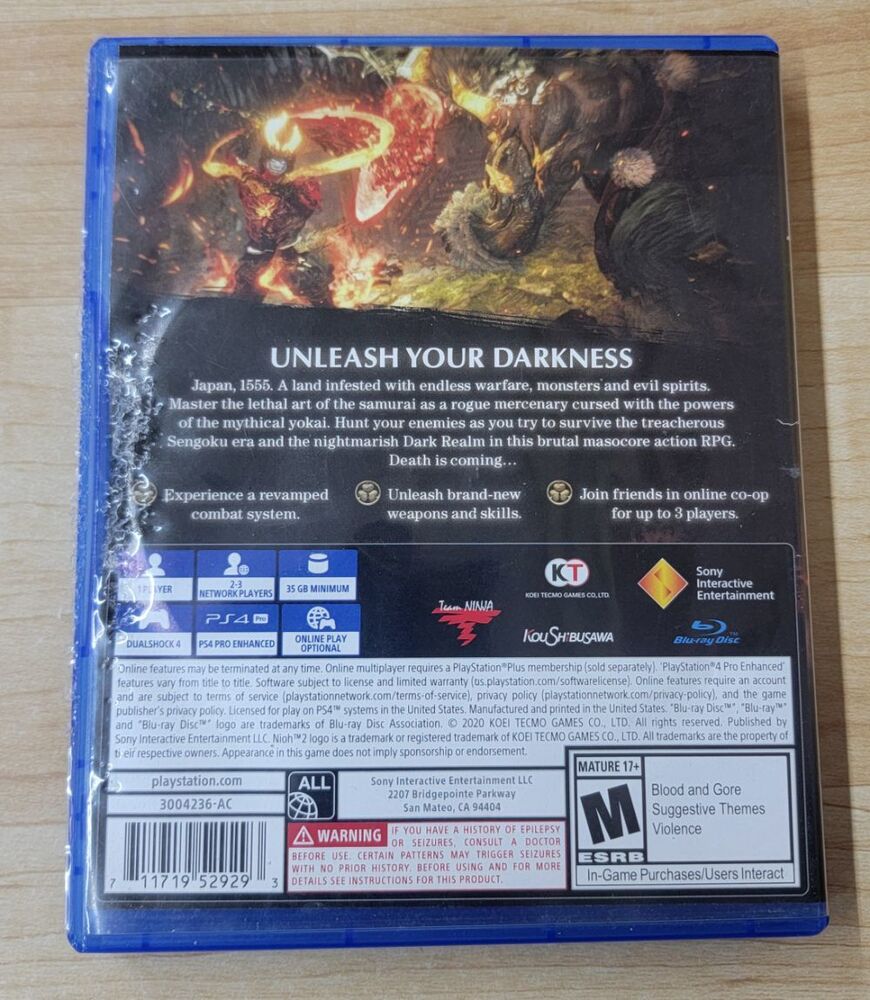 UNLEASH YOUR DARKNESS
Japan, 1555. A land infested with endless warfare, monsters and evil spirits.
Master the lethal art of the samurai as a rogue mercenary cursed with the powers
of the mythical yokai. Hunt your enemies as you try to survive the treacherous
Sengoku era and the nightmarish Dark Realm in this brutal masocore action RPG.
Death is coming...
Experience a revamped
combat system.
Unleash brand-new
weapons and skills.
Join friends in online co-op
for up to 3 players.
1 PLAYER
2-3
NETWORK PLAYERS
35 GB MINIMUM
DUALSHOCK 4
PS4 Pro
PS4 PRO ENHANCED
ONLINE PLAY
OPTIONAL
Team NINJA
KT
KOEI TECMO GAMES CO., LTD.
KOU SHIBUSAWA
Sony
Interactive
Entertainment
Blu-ray Disc™
Online features may be terminated at any time. Online multiplayer requires a PlayStation®Plus membership (sold separately). 'PlayStation®4 Pro Enhanced'
features vary from title to title. Software subject to license and limited warranty (us.playstation.com/softwarelicense). Online features require an account
and are subject to terms of service (playstationnetwork.com/terms-of-service), privacy policy (playstationnetwork.com/privacy-policy), and the game
publisher's privacy policy. Licensed for play on PS4™ systems in the United States. Manufactured and printed in the United States. "Blu-ray Disc™", "Blu-ray™"
and "Blu-ray Disc™" logo are trademarks of Blu-ray Disc Association. © 2020 KOEI TECMO GAMES CO., LTD. All rights reserved. Published by
Sony Interactive Entertainment LLC. Nioh™2 logo is a trademark or registered trademark of KOEI TECMO GAMES CO., LTD. All trademarks are the property of
their respective owners. Appearance in this game does not imply sponsorship or endorsement.
playstation.com
3004236-AC
7 11719 52929 3
ALL
Sony Interactive Entertainment LLC
2207 Bridgepointe Parkway
San Mateo, CA 94404
WARNING IF YOU HAVE A HISTORY OF EPILEPSY
OR SEIZURES, CONSULT A DOCTOR
BEFORE USE. CERTAIN PATTERNS MAY TRIGGER SEIZURES
WITH NO PRIOR HISTORY. BEFORE USING AND FOR MORE
DETAILS SEE INSTRUCTIONS FOR THIS PRODUCT.
MATURE 17+
M
ESRB
Blood and Gore
Suggestive Themes
Violence
In-Game Purchases/Users Interact